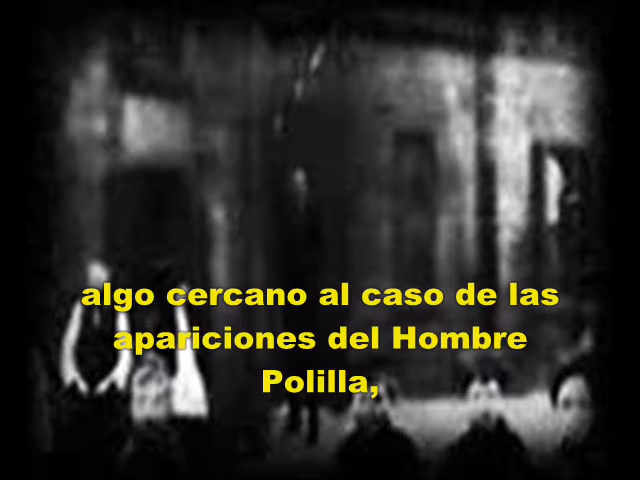 algo cercano al caso de las
apariciones del Hombre
Polilla,